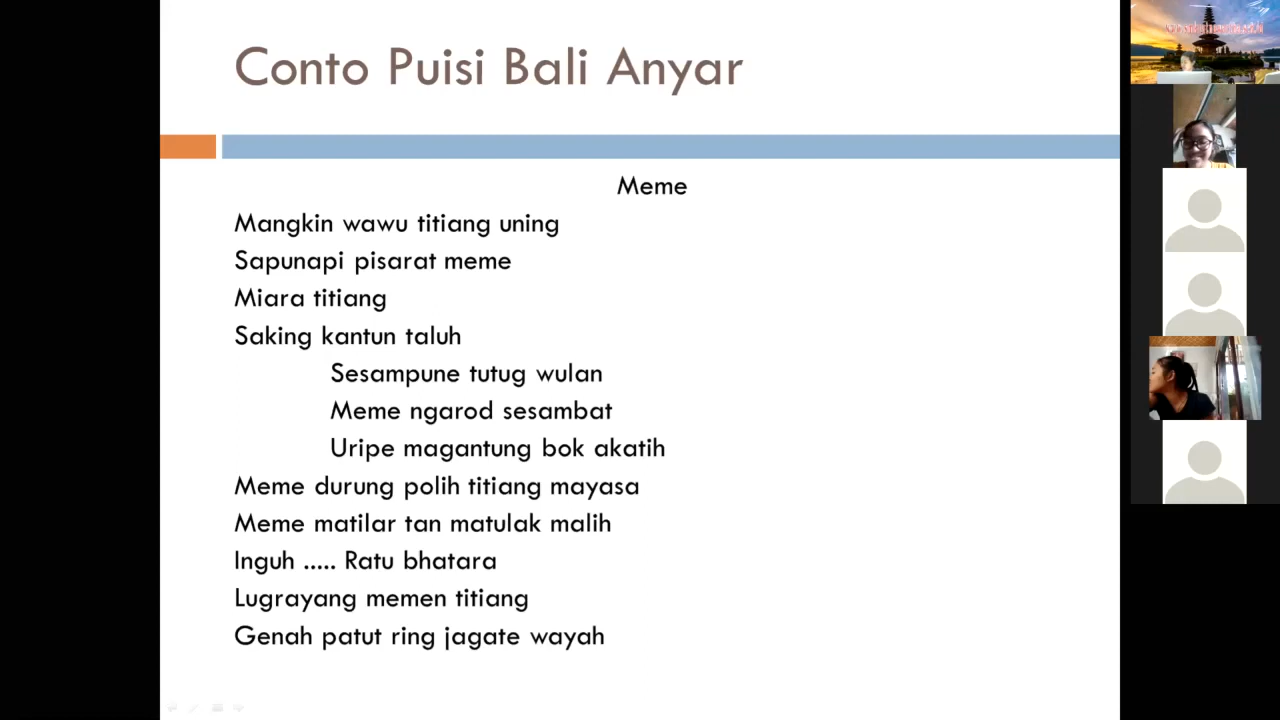 Conto Puisi Bali Anyar
Meme
Mangkin wawu titiang uning
Sapunapi pisarat meme
Miara titiang
Saking kantun taluh
Sesampune tutug wulan
Meme ngarod sesambat
Uripe magantung bok akatih
Meme durung polih titiang mayasa
Meme matilar tan matulak malih
Inguh ..... Ratu bhatara
Lugrayang memen titiang
Genah patut ring jagate wayah